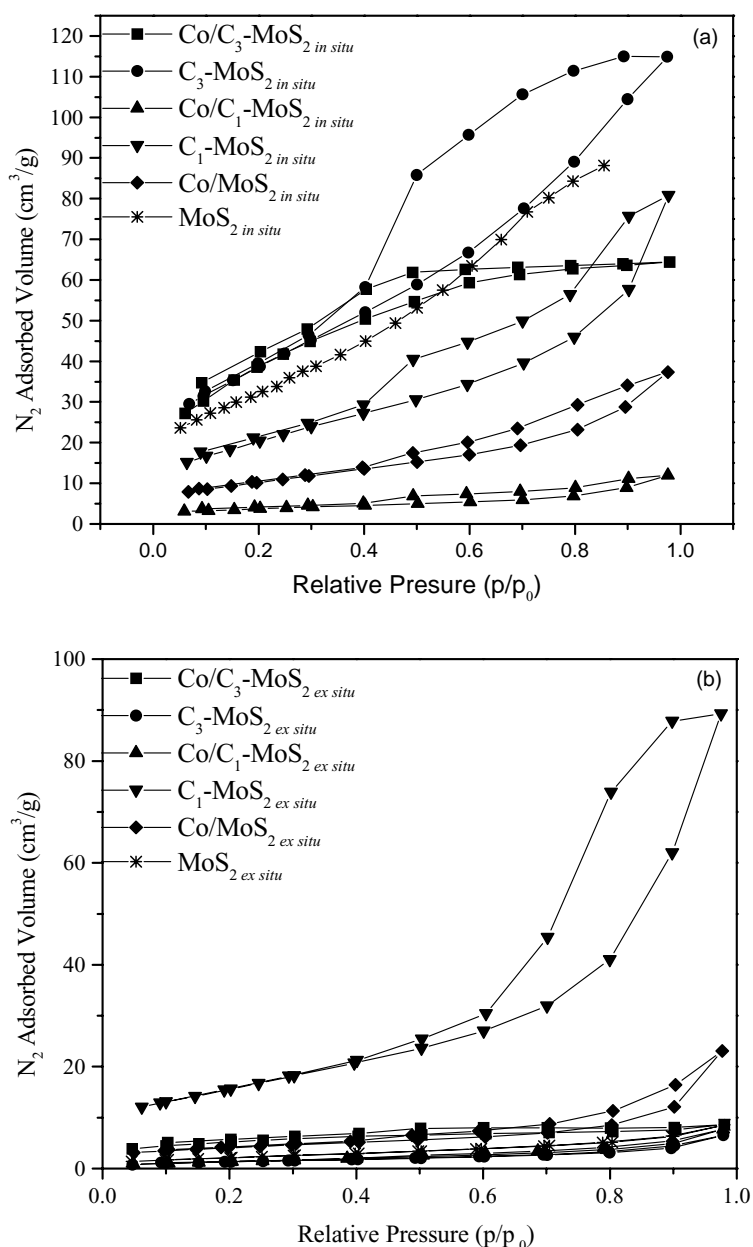 (a)
Co/C3-MoS2 in situ
C3-MoS2 in situ
Co/C1-MoS2 in situ
C1-MoS2 in situ
Co/MoS2 in situ
MoS2 in situ
N2 Adsorbed Volume (cm3/g)
120
110
100
90
80
70
60
50
40
30
20
10
0
0.0 0.2 0.4 0.6 0.8 1.0
Relative Presure (p/p0)
(b)
Co/C3-MoS2 ex situ
C3-MoS2 ex situ
Co/C1-MoS2 ex situ
C1-MoS2 ex situ
Co/MoS2 ex situ
MoS2 ex situ
N2 Adsorbed Volume (cm3/g)
100
80
60
40
20
0
0.0 0.2 0.4 0.6 0.8 1.0
Relative Pressure (p/p0)